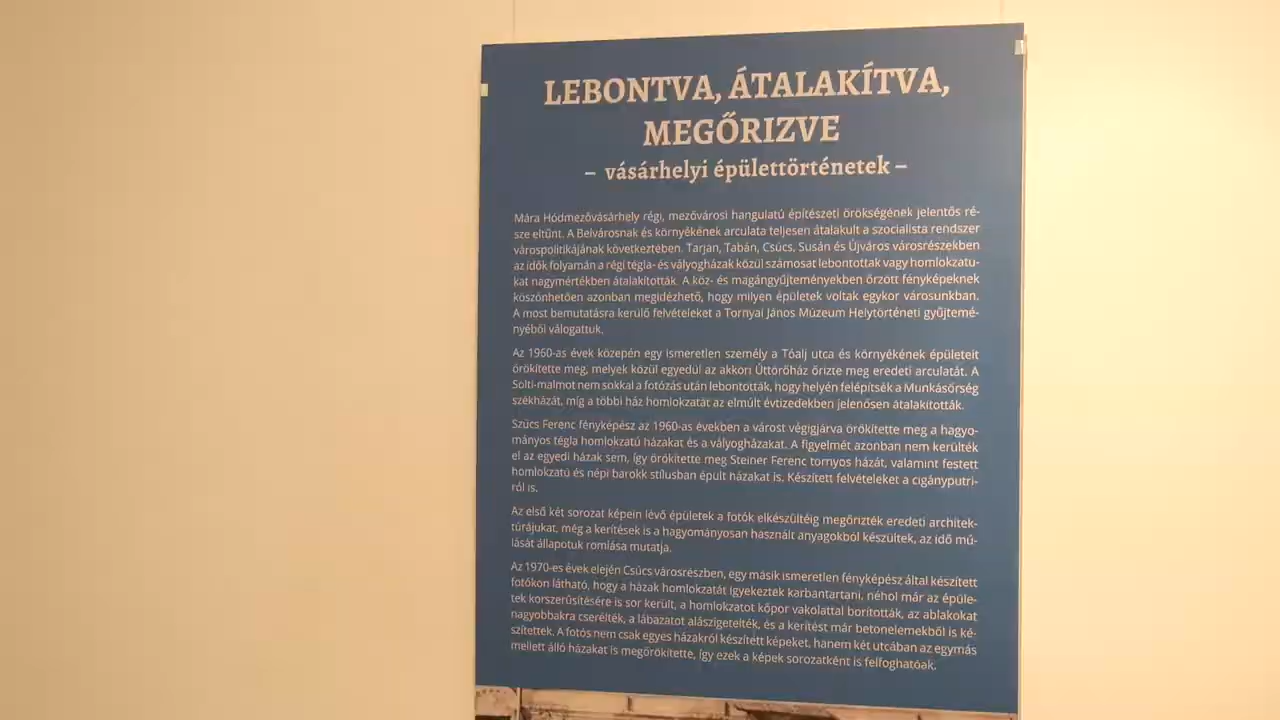 LEBONTVA, ÁTALAKÍTVA,
MEGŐRIZVE
– vásárhelyi épülettörténetek –
Mára Hódmezővásárhely régi, mezővárosi hangulatú építészeti örökségének jelentős ré-
sze eltűnt. A Belvárosnak és környékének arculata teljesen átalakult a szocialista rendszer
várospolitikájának következtében. Tarján, Tabán, Csúcs, Susán és Újváros városrészekben
az idők folyamán a régi tégla- és vályogházak közül számosat lebontottak vagy homlokzatu-
kat nagymértékben átalakították. A köz- és magángyűjteményekben őrzött fényképeknek
köszönhetően azonban megidézhető, hogy milyen épületek voltak egykor városunkban.
A most bemutatásra kerülő felvételeket a Tornyai János Múzeum Helytörténeti gyűjtemé-
nyéből válogattuk.
Az 1960-as évek közepén egy ismeretlen személy a Tóalj utca és környékének épületeit
örökítette meg, melyek közül egyedül az akkori Úttörőház őrizte meg eredeti arculatát. A
Solti-malmot nem sokkal a fotózás után lebontották, hogy helyén felépítsék a Munkásőrség
székházát, míg a többi ház homlokzatát az elmúlt évtizedekben jelenősen átalakították.
Szűcs Ferenc fényképész az 1960-as években a várost végigjárva örökítette meg a hagyo-
mányos tégla homlokzatú házakat és a vályogházakat. A figyelmét azonban nem kerülték
el az egyedi házak sem, így örökítette meg Steiner Ferenc tornyos házát, valamint festett
homlokzatú és népi barokk stílusban épült házakat is. Készített felvételeket a cigányputri-
ról is.
Az első két sorozat képein lévő épületek a fotók elkészültéig megőrizték eredeti architek-
túrájukat, még a kerítések is a hagyományosan használt anyagokból készültek, az idő mú-
lását állapotuk romlása mutatja.
Az 1970-es évek elején Csúcs városrészben, egy másik ismeretlen fényképész által készített
fotókon látható, hogy a házak homlokzatát igyekeztek karbantartani, néhol már az épüle-
tek korszerűsítésére is sor került, a homlokzatot kőpor vakolattal borították, az ablakokat
nagyobbakra cserélték, a lábazatot alászigetelték, és a kerítést már betonelemekből is ké-
szítettek. A fotós nem csak egyes házakról készített képeket, hanem két utcában az egymás
mellett álló házakat is megörökítette, így ezek a képek sorozatként is felfoghatóak.